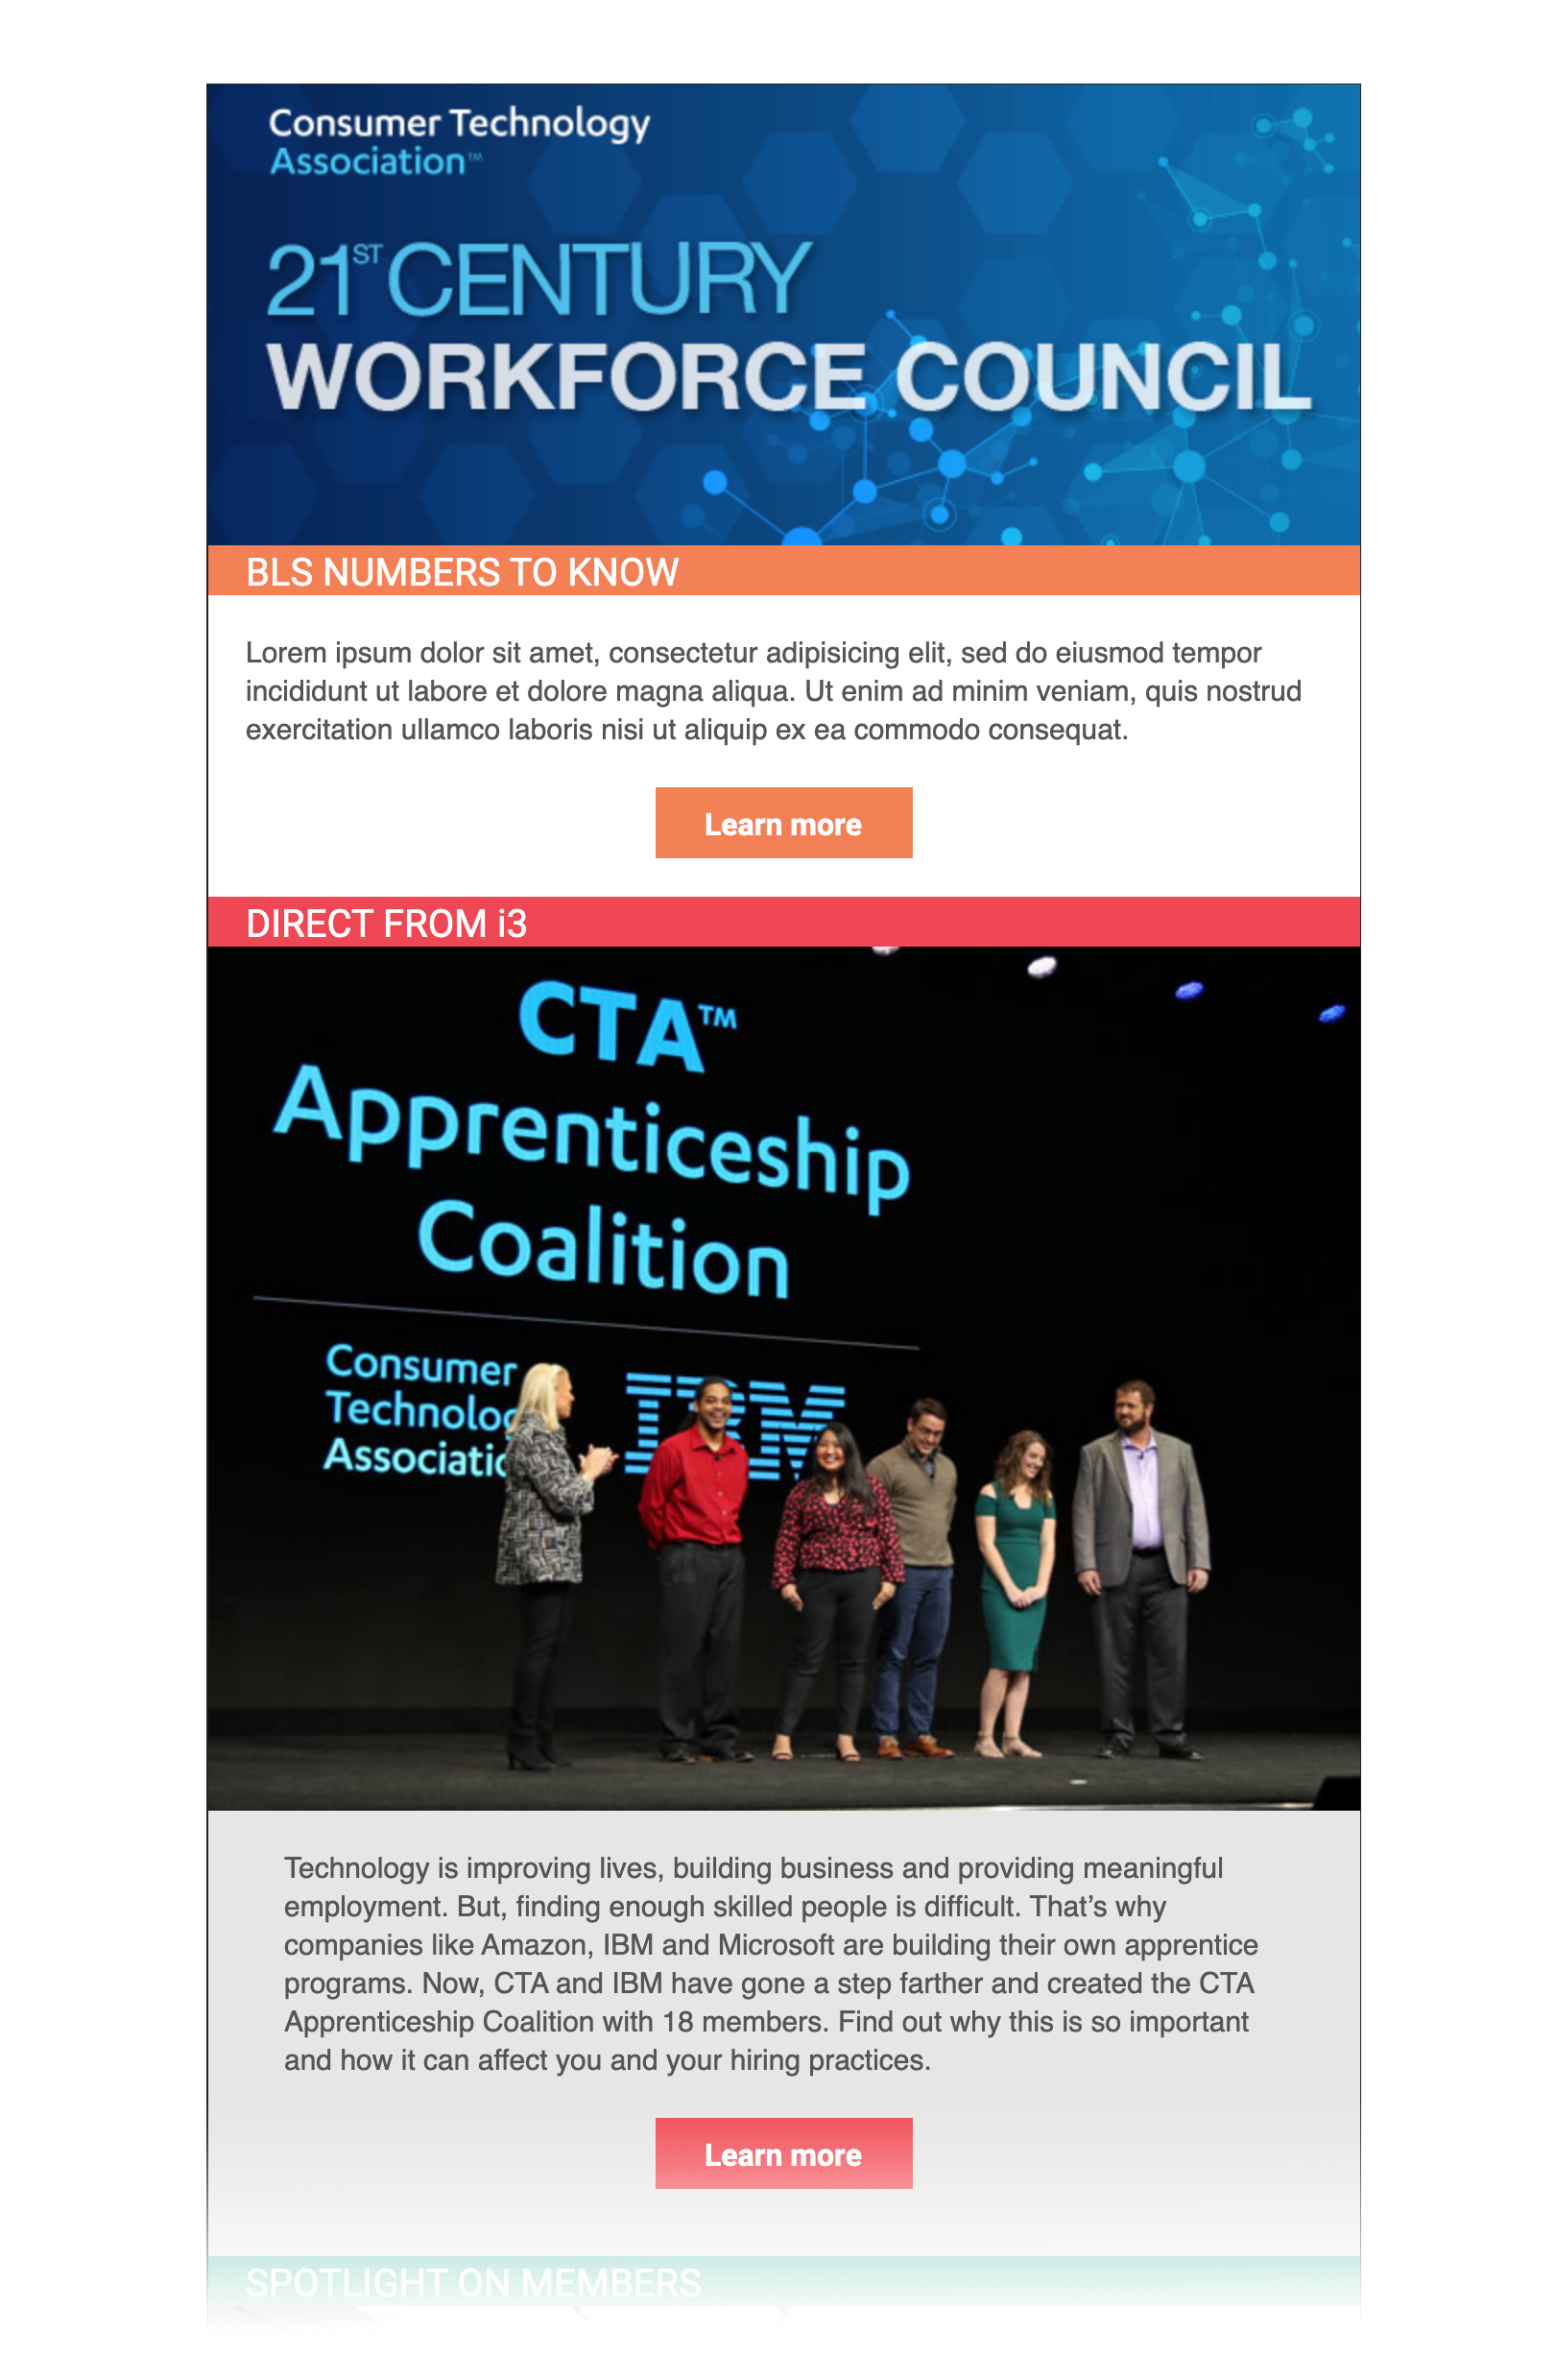 Consumer Technology
Association™
21ST CENTURY
WORKFORCE COUNCIL
BLS NUMBERS TO KNOW
Lorem ipsum dolor sit amet, consectetur adipisicing elit, sed do eiusmod tempor
incididunt ut labore et dolore magna aliqua. Ut enim ad minim veniam, quis nostrud
exercitation ullamco laboris nisi ut aliquip ex ea commodo consequat.
Learn more
DIRECT FROM i3
CTA™
Apprenticeship
Coalition
Consumer
Technolog
Associatio
IBM
Technology is improving lives, building business and providing meaningful
employment. But, finding enough skilled people is difficult. That’s why
companies like Amazon, IBM and Microsoft are building their own apprentice
programs. Now, CTA and IBM have gone a step farther and created the CTA
Apprenticeship Coalition with 18 members. Find out why this is so important
and how it can affect you and your hiring practices.
Learn more
SPOTLIGHT ON MEMBERS